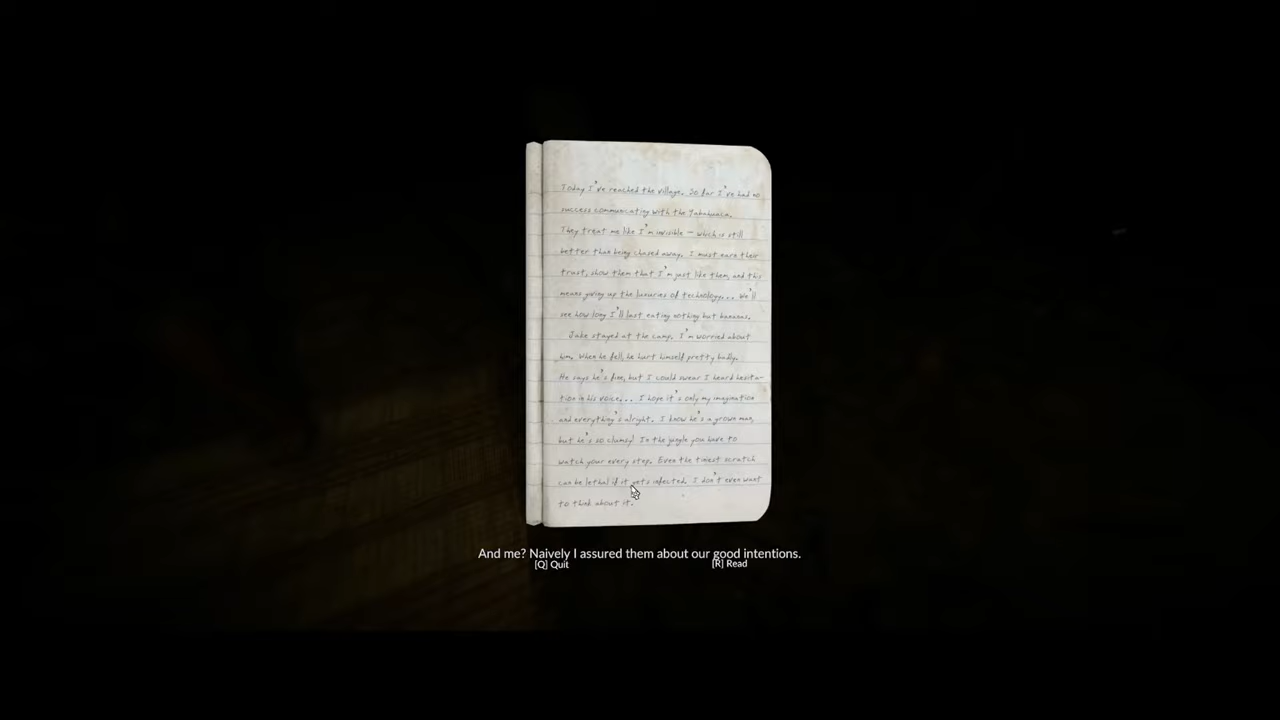 Today I've reached the village. So far I've had no
success communicating with the Yabahuaca.
They treat me like I'm invisible — which is still
better than being chased away. I must earn their
trust, show them that I'm just like them, and this
means giving up the luxuries of technology... We'll
see how long I'll last eating nothing but bananas.
Jake stayed at the camp. I'm worried about
him. When he fell, he hurt himself pretty badly.
He says he's fine, but I could swear I heard hesita-
tion in his voice... I hope it's only my imagination
and everything's alright. I know he's a grown man,
but he's so clumsy! In the jungle you have to
watch your every step. Even the tiniest scratch
can be lethal if it gets infected. I don't even want
to think about it.
And me? Naively I assured them about our good intentions.
[Q] Quit [R] Read